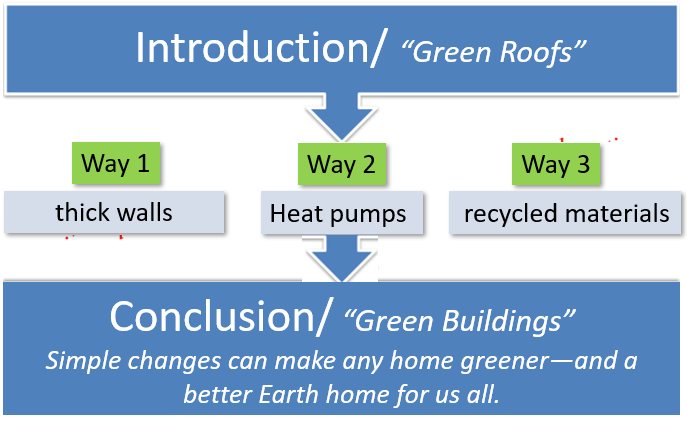 Introduction/ “Green Roofs”
Way 1
Way 2
Way 3
thick walls
Heat pumps
recycled materials
Conclusion/ “Green Buildings”
Simple changes can make any home greener—and a
better Earth home for us all.